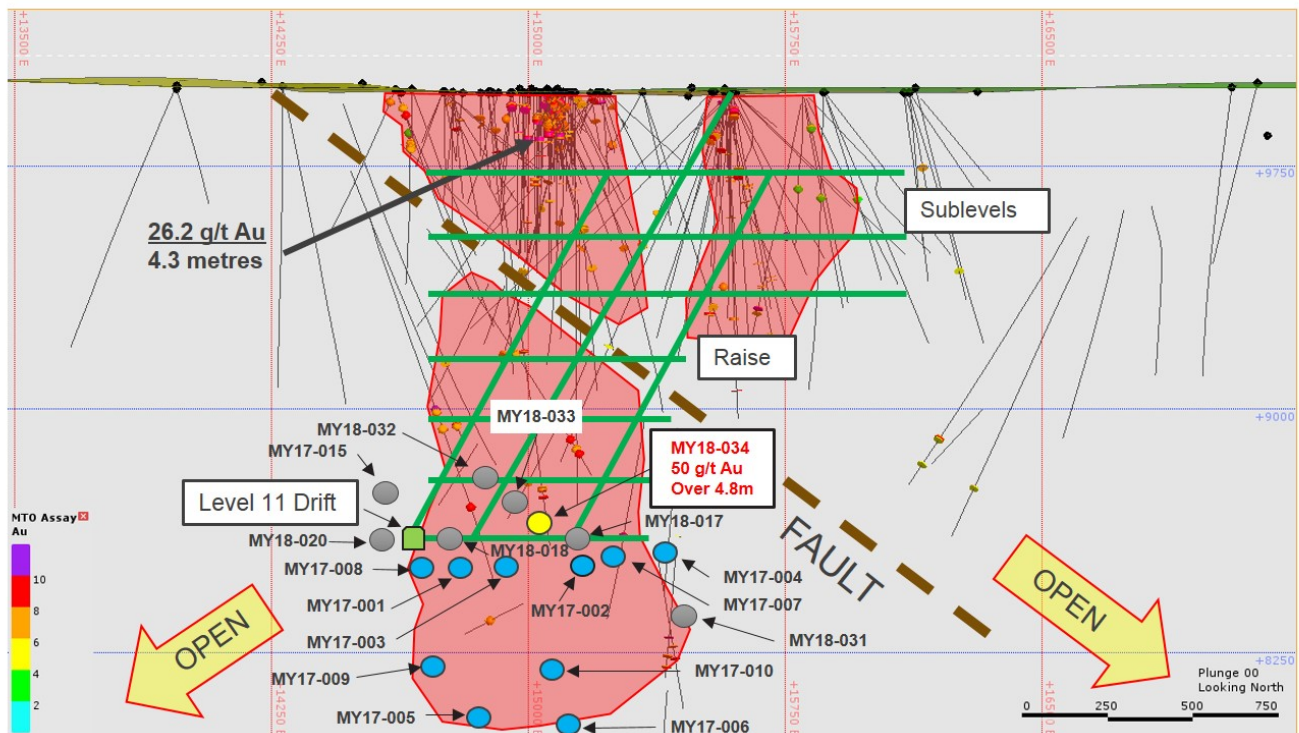 +13500 E
+14250 E
+15000 E
+15750 E
+16500 E
+9750
Sublevels
26.2 g/t Au
4.3 metres
Raise
+9000
MY18-033
MY18-032
MY17-015
MY18-034
50 g/t Au
Over 4.8m
Level 11 Drift
MY18-017
MY18-020
MY18-018
MY17-008
MY17-004
MY17-001
MY17-002
MY17-007
MY17-003
MY18-031
FAULT
OPEN
OPEN
+8250
MY17-009
MY17-010
MY17-005
MY17-006
MTO Assay
Au
10
8
6
4
2
+14250 E
+15000 E
+15750 E
+16500 E
Plunge 00
Looking North
0 250 500 750